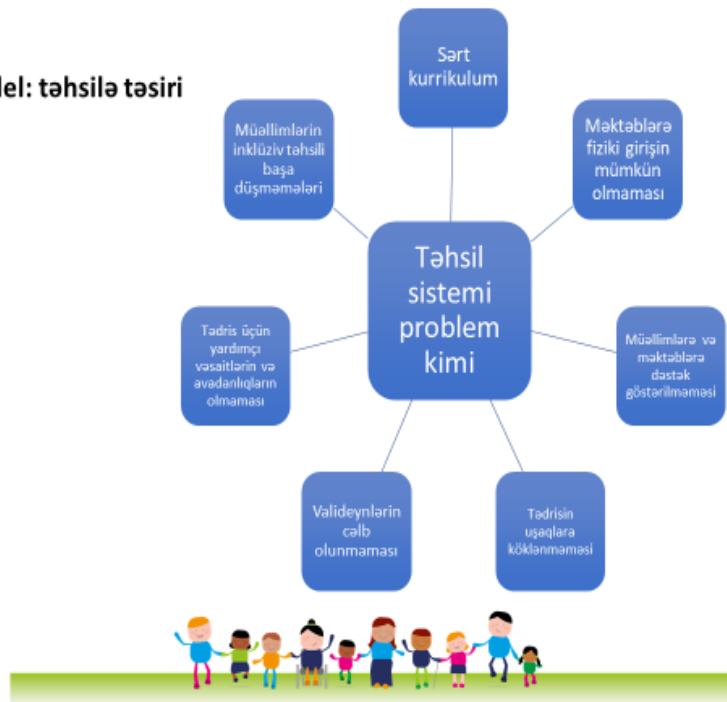 del: təhsilə təsiri
Sərt
kurrikulum
Məktəblərə
fiziki girişin
mümkün
olmaması
Müəllimlərə və
məktəblərə
dəstək
göstərilməməsi
Tədrisin
uşaqlara
köklənməməsi
Valideynlərin
cəlb
olunmaması
Tədris üçün
yardımçı
vəsaitlərin və
avadanlıqların
olmaması
Müəllimlərin
inklüziv təhsili
başa
düşməmələri
Təhsil
sistemi
problem
kimi